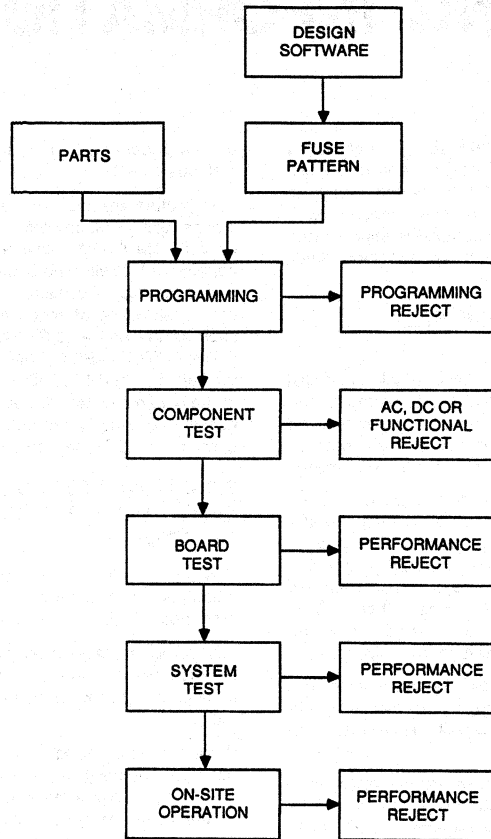 DESIGN
SOFTWARE
PARTS
FUSE
PATTERN
PROGRAMMING
PROGRAMMING
REJECT
COMPONENT
TEST
AC, DC OR
FUNCTIONAL
REJECT
BOARD
TEST
PERFORMANCE
REJECT
SYSTEM
TEST
PERFORMANCE
REJECT
ON-SITE
OPERATION
PERFORMANCE
REJECT